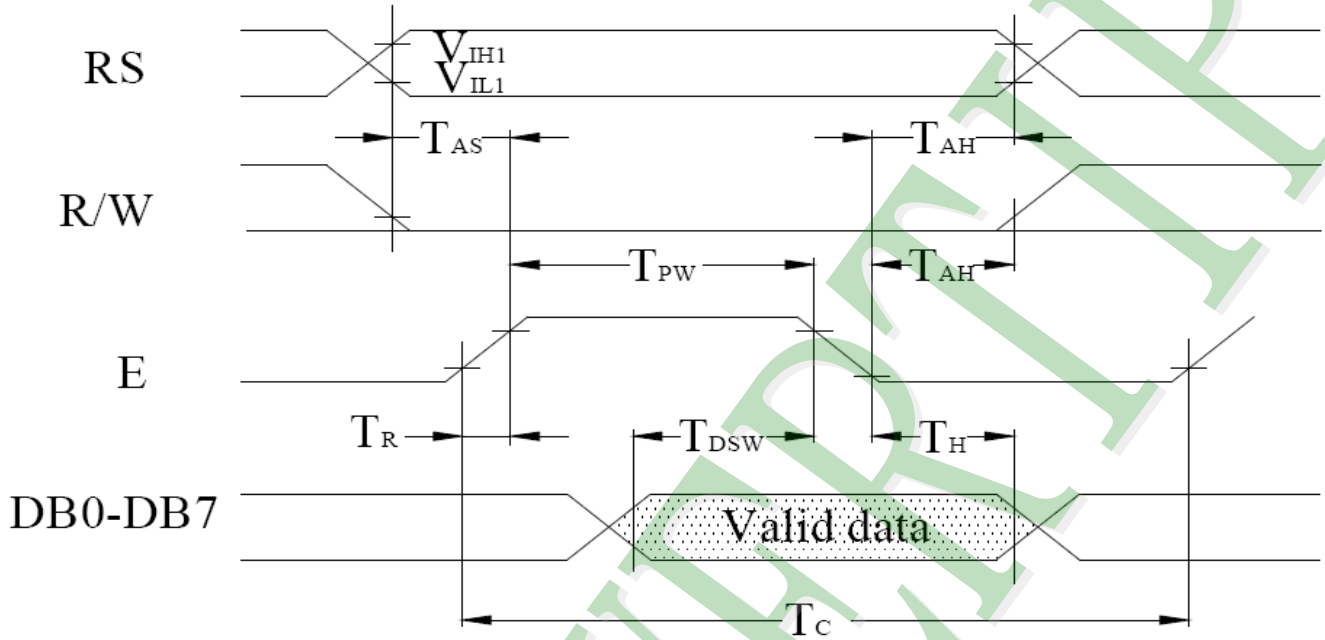 RS
VIH1
VIL1
TAS
TAH
R/W
TPW
TAH
E
TR
TDSW
TH
DB0-DB7
Valid data
TC